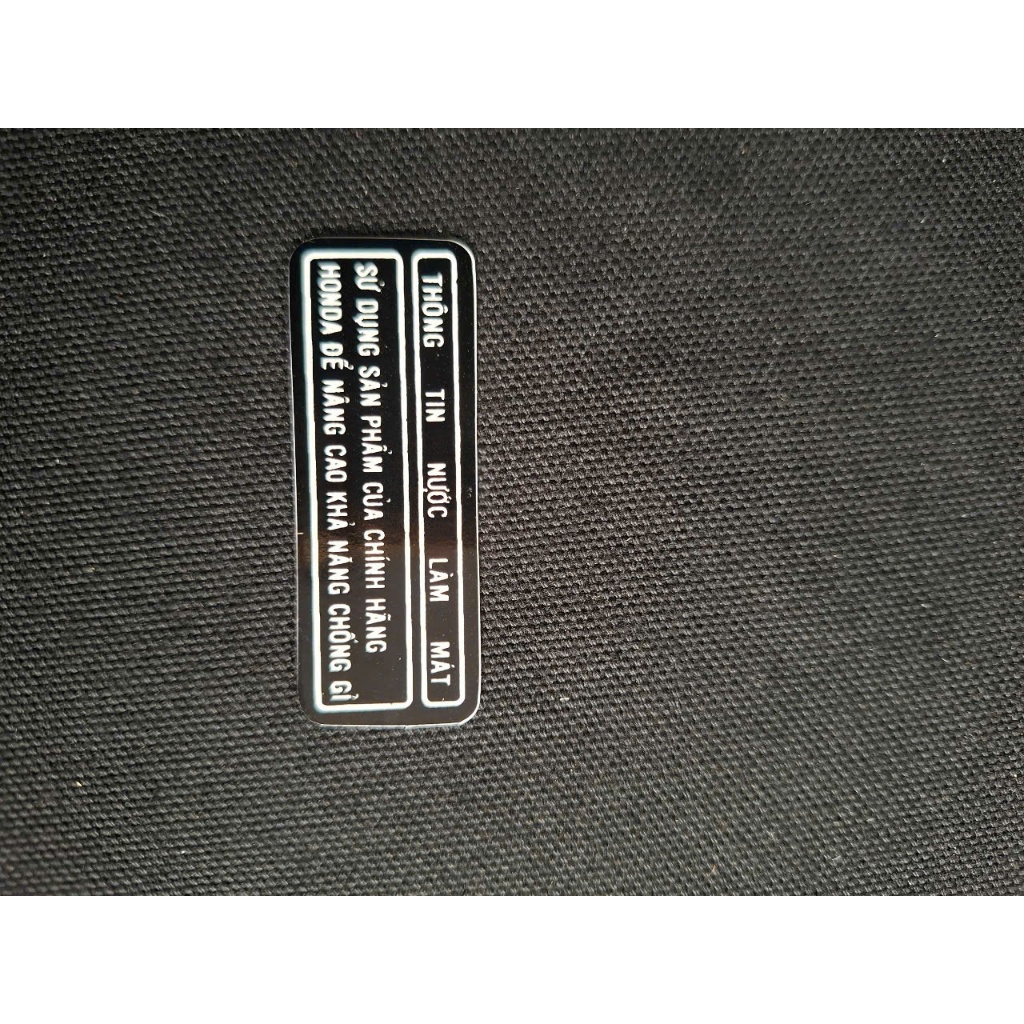 THÔNG TIN NƯỚC LÀM MÁT
SỬ DỤNG SẢN PHẨM CỦA CHÍNH HÃNG
HONDA ĐỂ NÂNG CAO KHẢ NĂNG CHỐNG GỈ